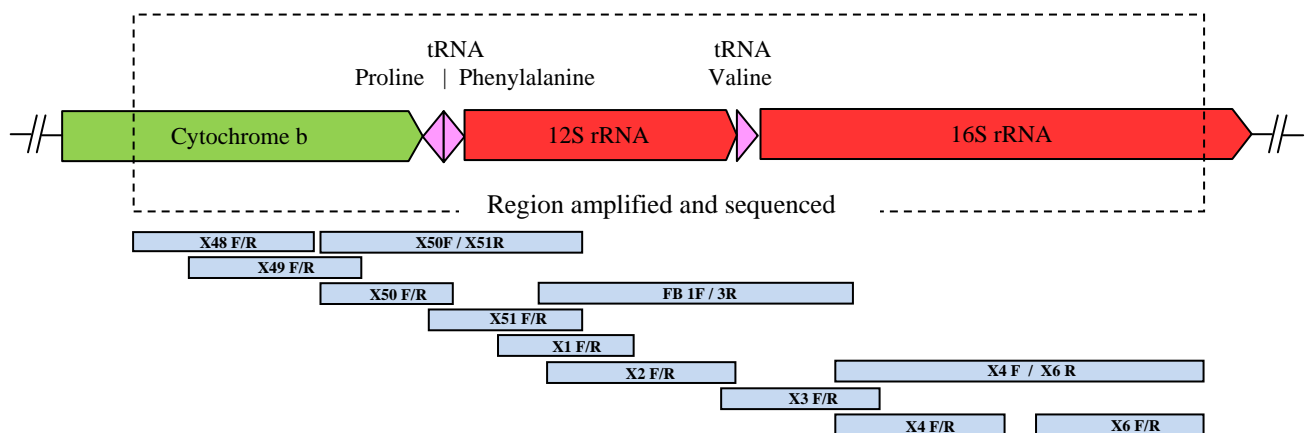 tRNA tRNA
Proline | Phenylalanine Valine
Cytochrome b 12S rRNA 16S rRNA
Region amplified and sequenced
X48 F/R X50F / X51R
X49 F/R
X50 F/R FB 1F / 3R
X51 F/R
X1 F/R
X2 F/R X4 F / X6 R
X3 F/R
X4 F/R X6 F/R